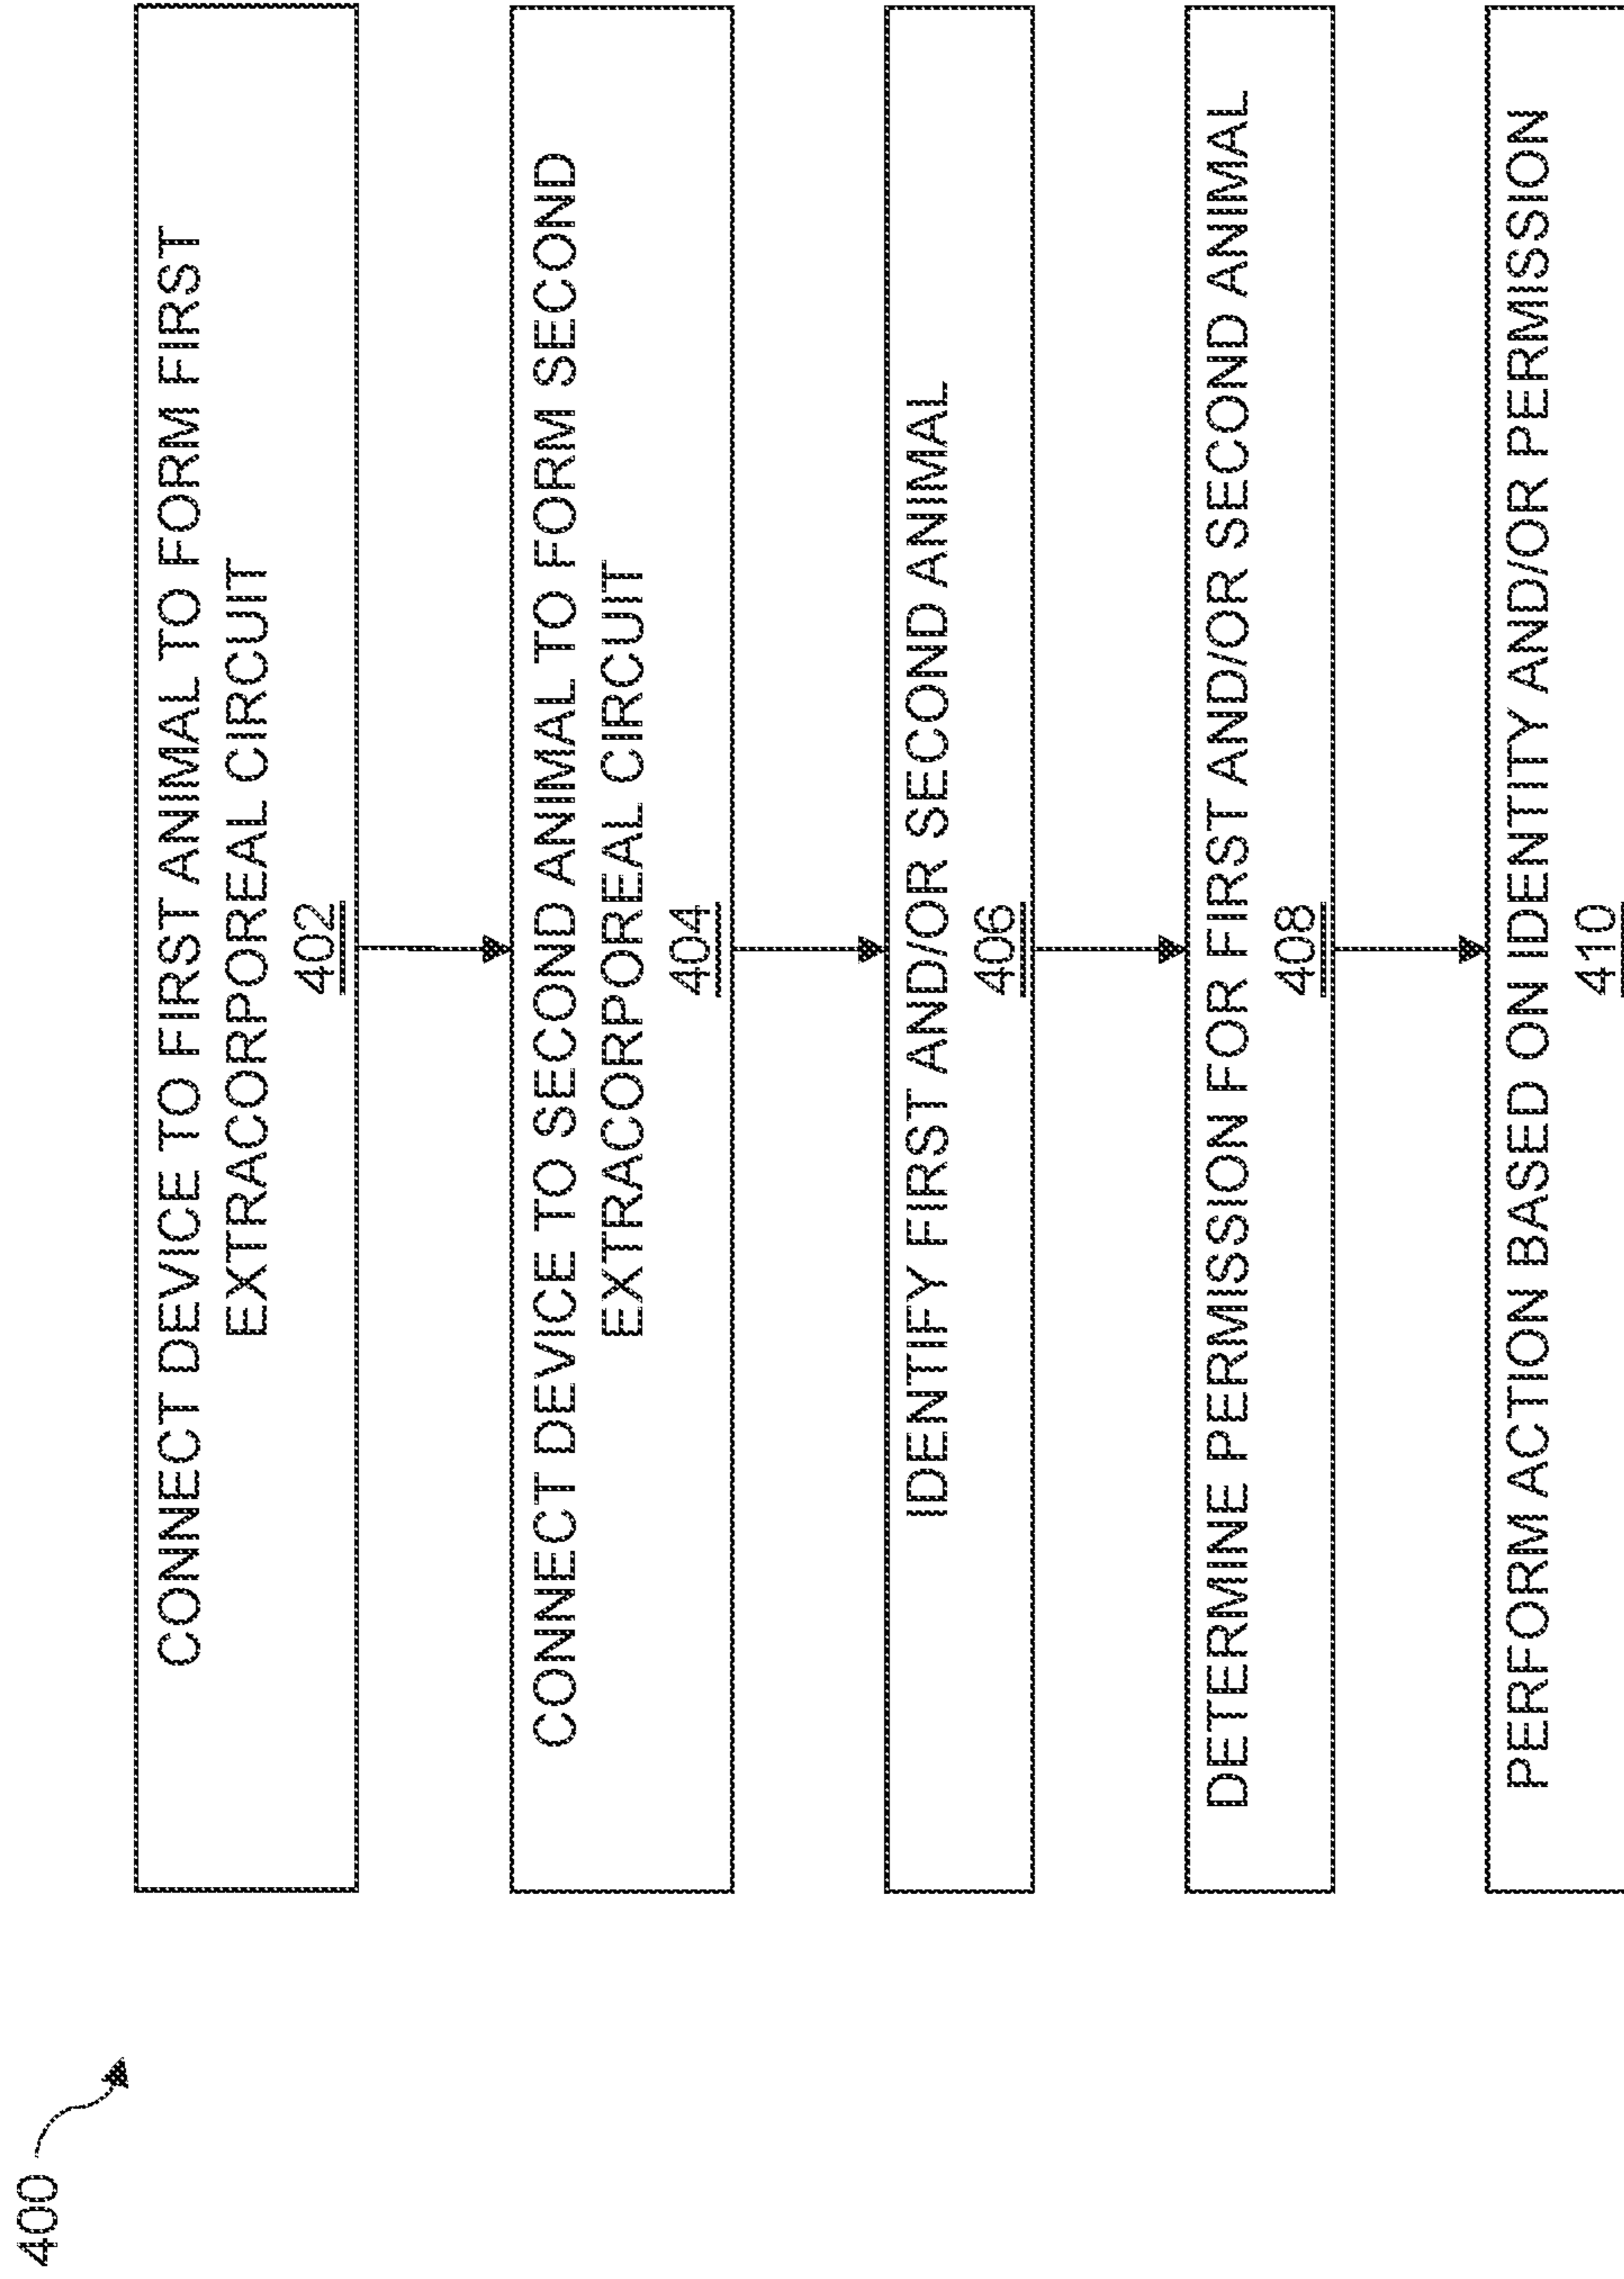 400
CONNECT DEVICE TO FIRST ANIMAL TO FORM FIRST
EXTRACORPOREAL CIRCUIT
402
CONNECT DEVICE TO SECOND ANIMAL TO FORM SECOND
EXTRACORPOREAL CIRCUIT
404
IDENTIFY FIRST AND/OR SECOND ANIMAL
406
DETERMINE PERMISSION FOR FIRST AND/OR SECOND ANIMAL
408
PERFORM ACTION BASED ON IDENTITY AND/OR PERMISSION
410